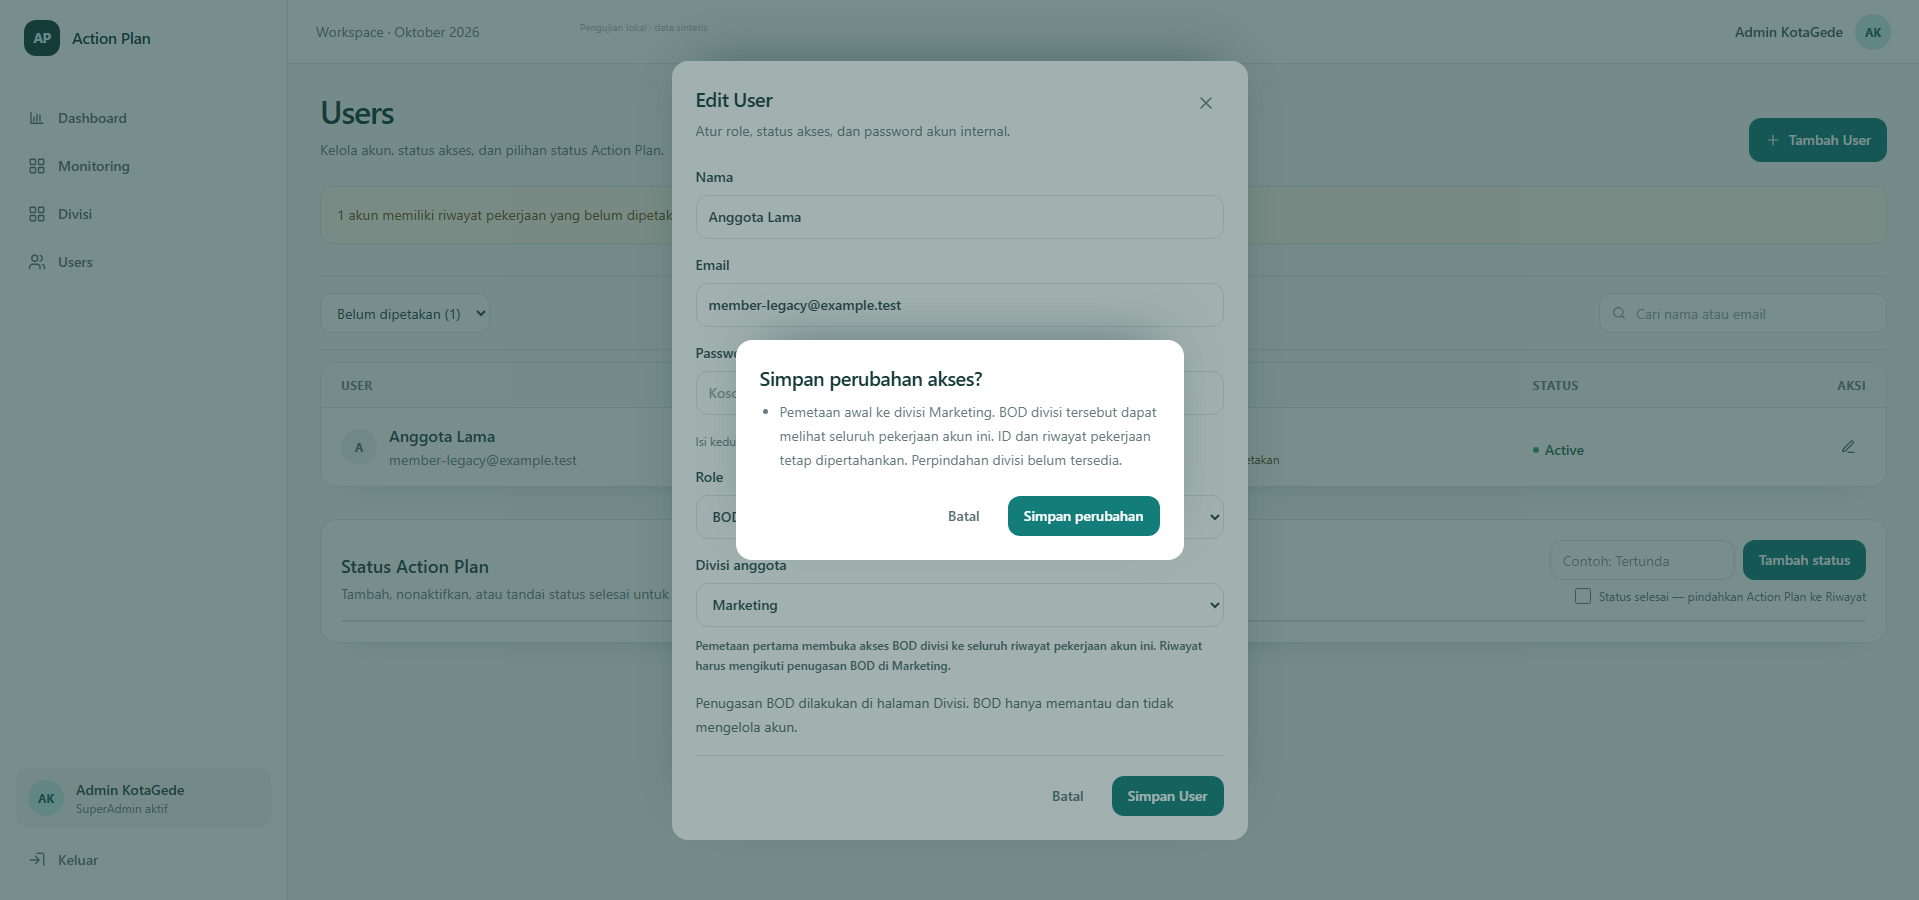 AP
Action Plan
Dashboard
Monitoring
Divisi
Users
AK
Admin KotaGede
SuperAdmin aktif
Keluar
Workspace · Oktober 2026
Pengujian lokal · data sintetis
Admin KotaGede
AK
Users
Kelola akun, status akses, dan pilihan status Action Plan.
+ Tambah User
1 akun memiliki riwayat pekerjaan yang belum
Belum dipetakan (1)
Cari nama atau email
USER
STATUS
AKSI
A
Anggota Lama
member-legacy@example.test
Active
Status Action Plan
Tambah, nonaktifkan, atau tandai status selesai untuk
Contoh: Tertunda
Tambah status
Status selesai — pindahkan Action Plan ke Riwayat
Edit User
Atur role, status akses, dan password akun internal.
Nama
Anggota Lama
Email
member-legacy@example.test
Role
BOD
Divisi anggota
Marketing
Pemetaan pertama membuka akses BOD divisi ke seluruh riwayat pekerjaan akun ini. Riwayat
harus mengikuti penugasan BOD di Marketing.
Penugasan BOD dilakukan di halaman Divisi. BOD hanya memantau dan tidak
mengelola akun.
Batal
Simpan User
Simpan perubahan akses?
• Pemetaan awal ke divisi Marketing. BOD divisi tersebut dapat
melihat seluruh pekerjaan akun ini. ID dan riwayat pekerjaan
tetap dipertahankan. Perpindahan divisi belum tersedia.
Batal
Simpan perubahan